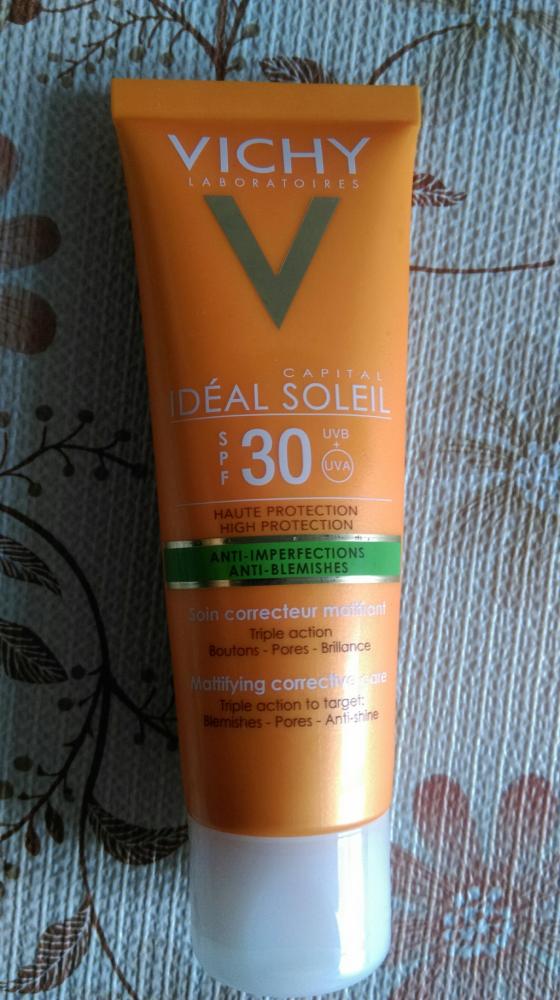 VICHY
LABORATOIRES
CAPITAL
IDÉAL SOLEIL
SPF 30 UVB + UVA
HAUTE PROTECTION
HIGH PROTECTION
ANTI-IMPERFECTIONS
ANTI-BLEMISHES
Soin correcteur matifiant
Triple action
Boutons - Pores - Brillance
Mattifying corrective care
Triple action to target:
Blemishes - Pores - Anti-shine